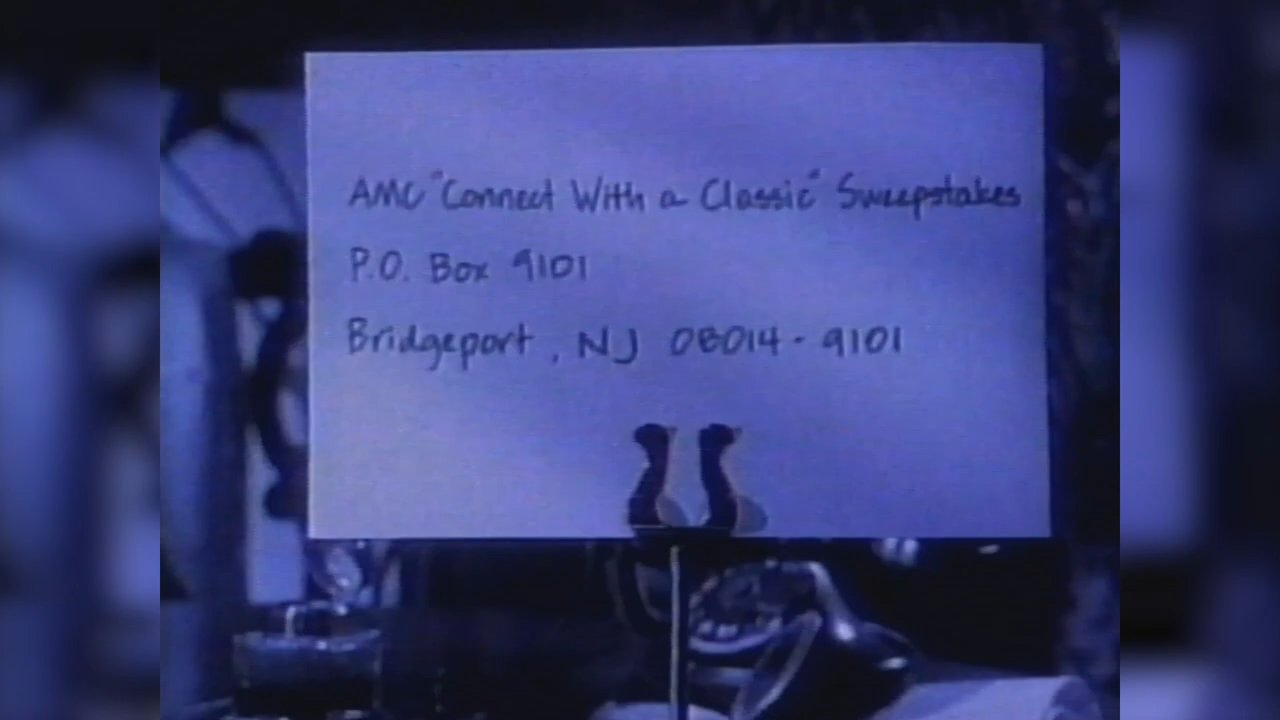 AMC "Connect With a Classic" Sweepstakes
P.O. Box 9101
Bridgeport, NJ 08014-9101